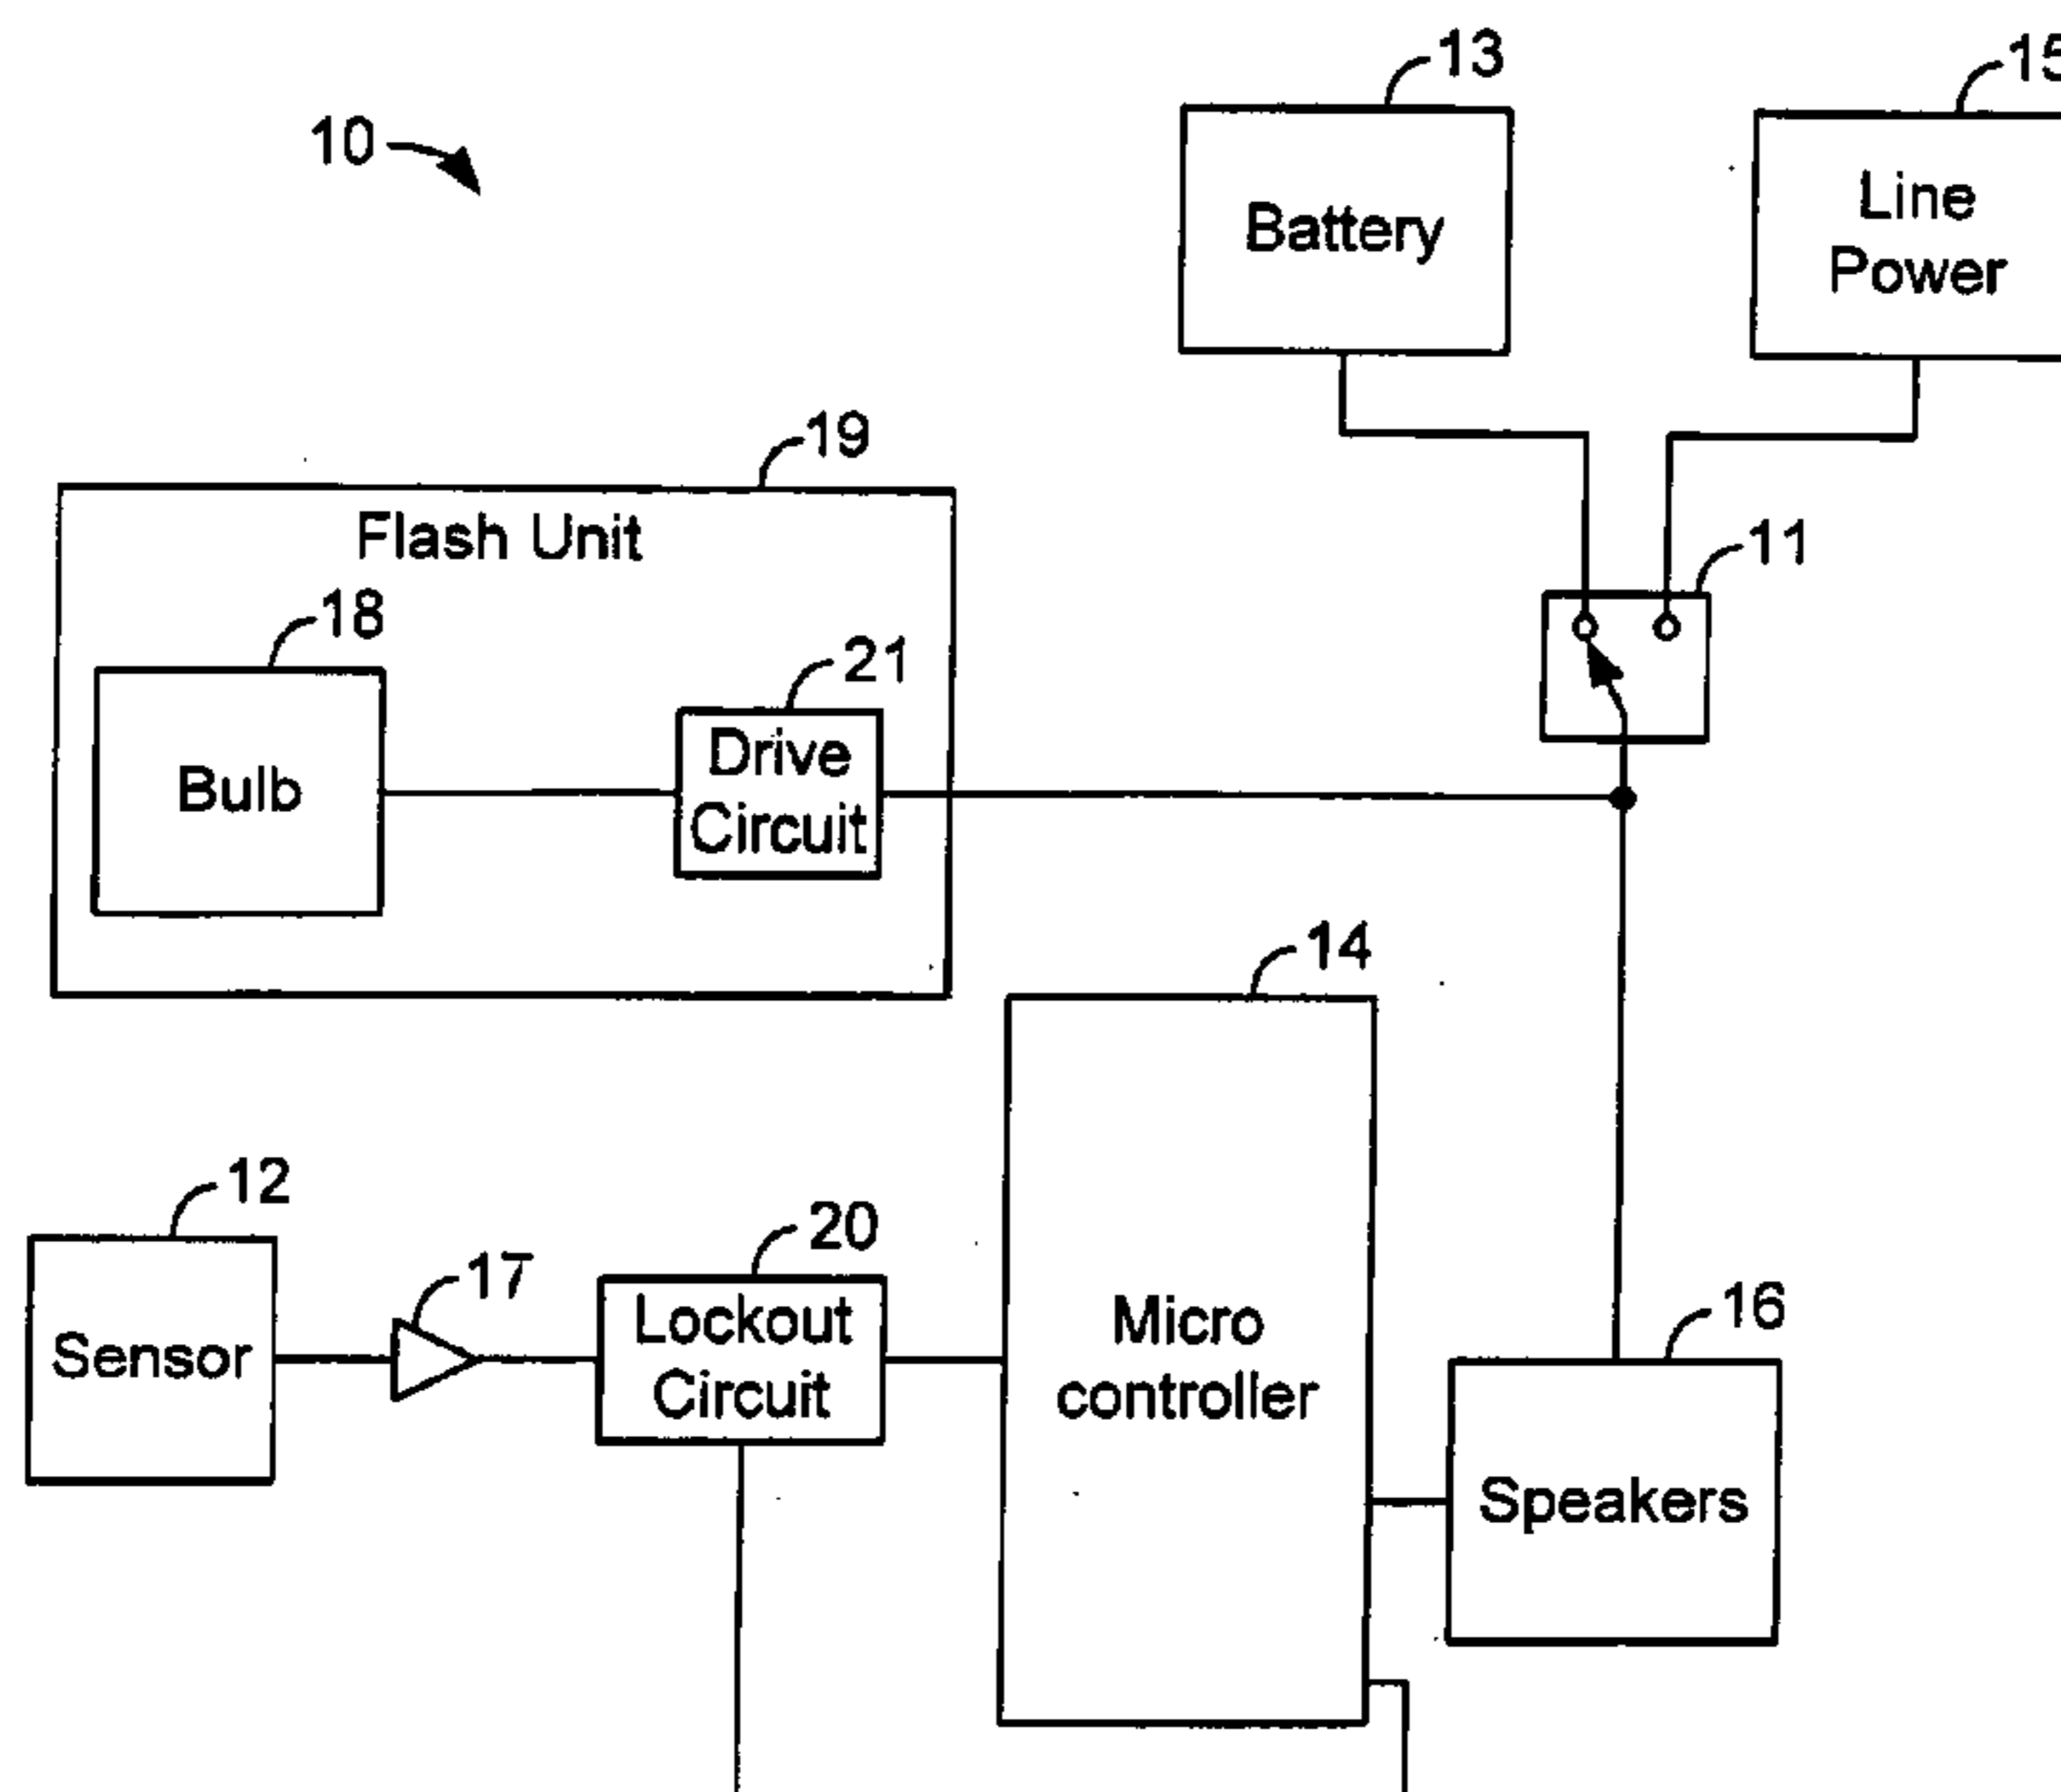 13
15
10
Battery
Line
Power
19
Flash Unit
11
18
21
Bulb
Drive
Circuit
14
12
20
17
16
Sensor
Lockout
Circuit
Micro
controller
Speakers